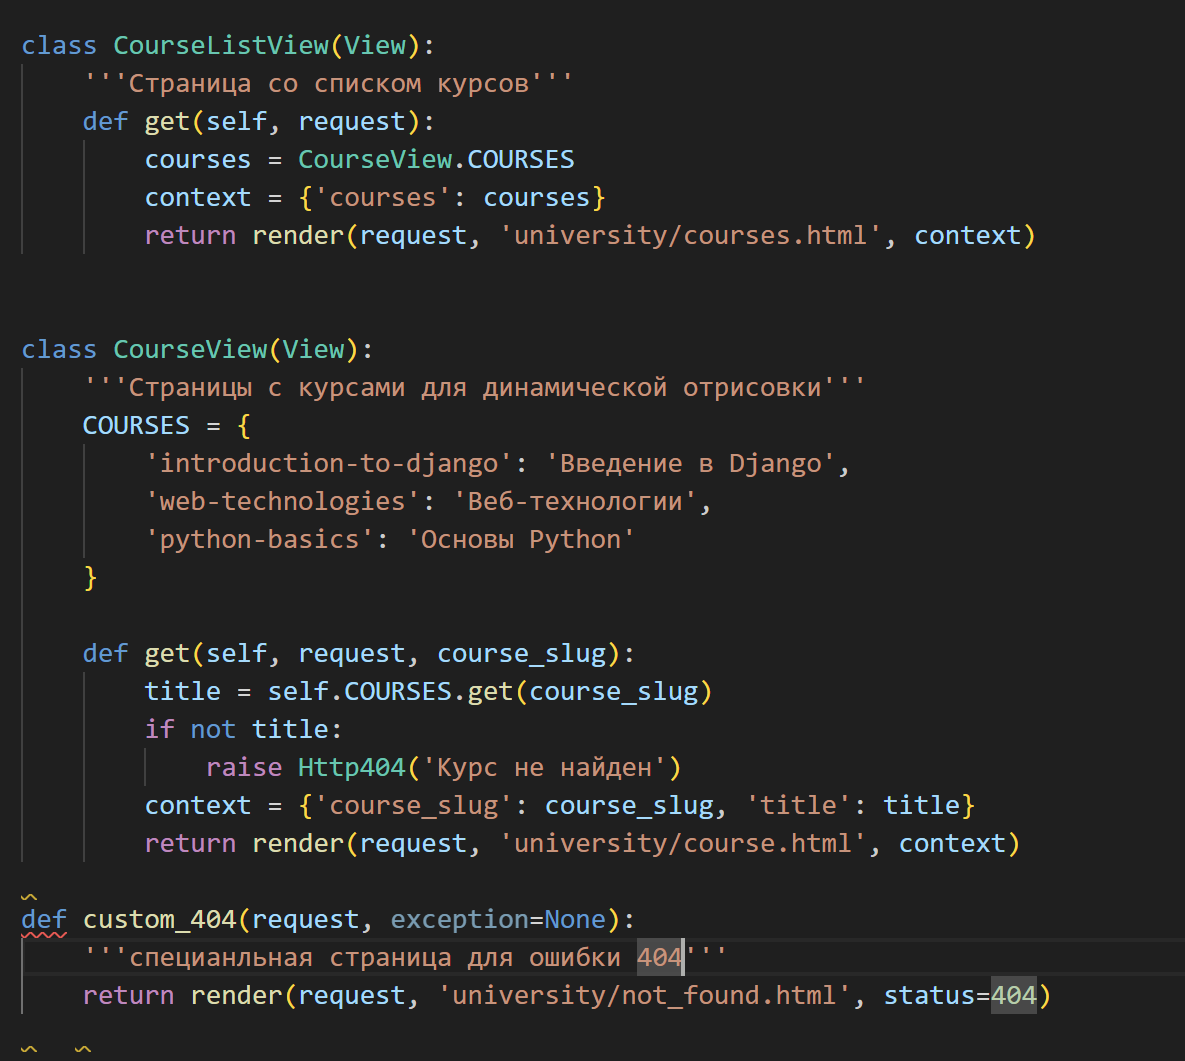 class CourseListView(View):
    '''Страница со списком курсов'''
    def get(self, request):
        courses = CourseView.COURSES
        context = {'courses': courses}
        return render(request, 'university/courses.html', context)
class CourseView(View):
    '''Страницы с курсами для динамической отрисовки'''
    COURSES = {
        'introduction-to-django': 'Введение в Django',
        'web-technologies': 'Веб-технологии',
        'python-basics': 'Основы Python'
    }
    def get(self, request, course_slug):
        title = self.COURSES.get(course_slug)
        if not title:
            raise Http404('Курс не найден')
        context = {'course_slug': course_slug, 'title': title}
        return render(request, 'university/course.html', context)
def custom_404(request, exception=None):
    '''специанльная страница для ошибки 404'''
    return render(request, 'university/not_found.html', status=404)